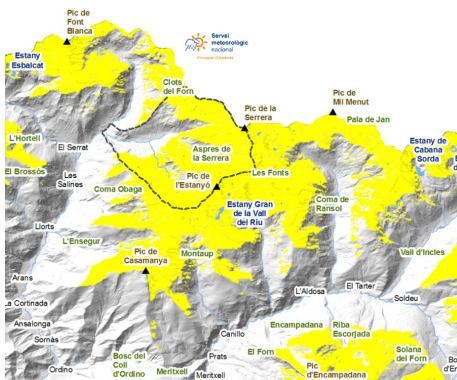 Pic de
Font
Blanca
Servei
meteorològic
nacional
Principat d'Andorra
Estany
Esbalcat
Clots
del Forn
Pic de la
Serrera
Pic de
Mil Menut
Pala de Jan
L'Hortell
El Serrat
Estany de
Cabana
Sorda
Aspres de
la Serrera
El Brossós
Les
Salines
Les Fonts
Pic de
l'Estanyó
Coma Obaga
Coma de
Ransol
Estany Gran
de la Vall
del Riu
Llorts
L'Ensegur
Pic de
Casamanya
Montaup
Vall d'Incles
Arans
La Cortinada
L'Aldosa
El Tarter
Soldeu
Ansalonga
Sornàs
Canillo
Encampadana
Riba
Escorjada
Ordino
Bosc del
Coll
d'Ordino
Prats
Meritxell
Meritxell
El Forn
Pic
d'Encampadana
Solana
del Forn